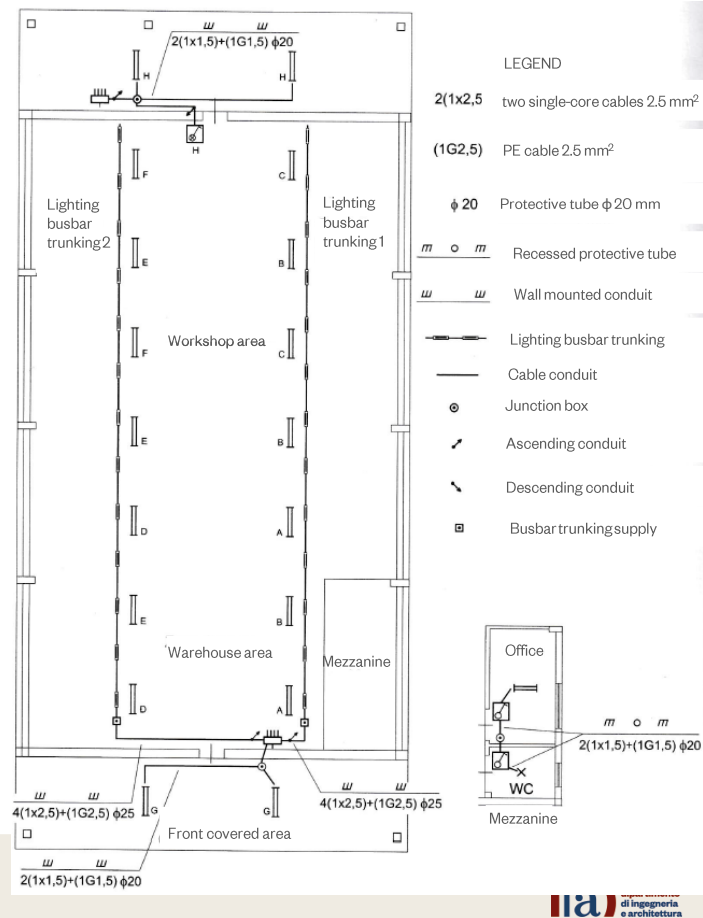 ш ш
2(1x1,5)+(1G1,5) ϕ20
H
H
H
F
C
Lighting
busbar
trunking 2
Lighting
busbar
trunking 1
E
B
Workshop area
F
C
E
B
D
A
E
B
Warehouse area
Mezzanine
D
A
G
G
ш ш
4(1x2,5)+(1G2,5) ϕ25
ш ш
4(1x2,5)+(1G2,5) ϕ25
Front covered area
ш ш
2(1x1,5)+(1G1,5) ϕ20
LEGEND
2(1x2,5 two single-core cables 2.5 mm²
(1G2,5) PE cable 2.5 mm²
ϕ 20 Protective tube ϕ 20 mm
m o m Recessed protective tube
ш ш Wall mounted conduit
Lighting busbar trunking
Cable conduit
Junction box
Ascending conduit
Descending conduit
Busbar trunking supply
Office
m o m
2(1x1,5)+(1G1,5) ϕ20
WC
Mezzanine
di ingegneria
e architettura